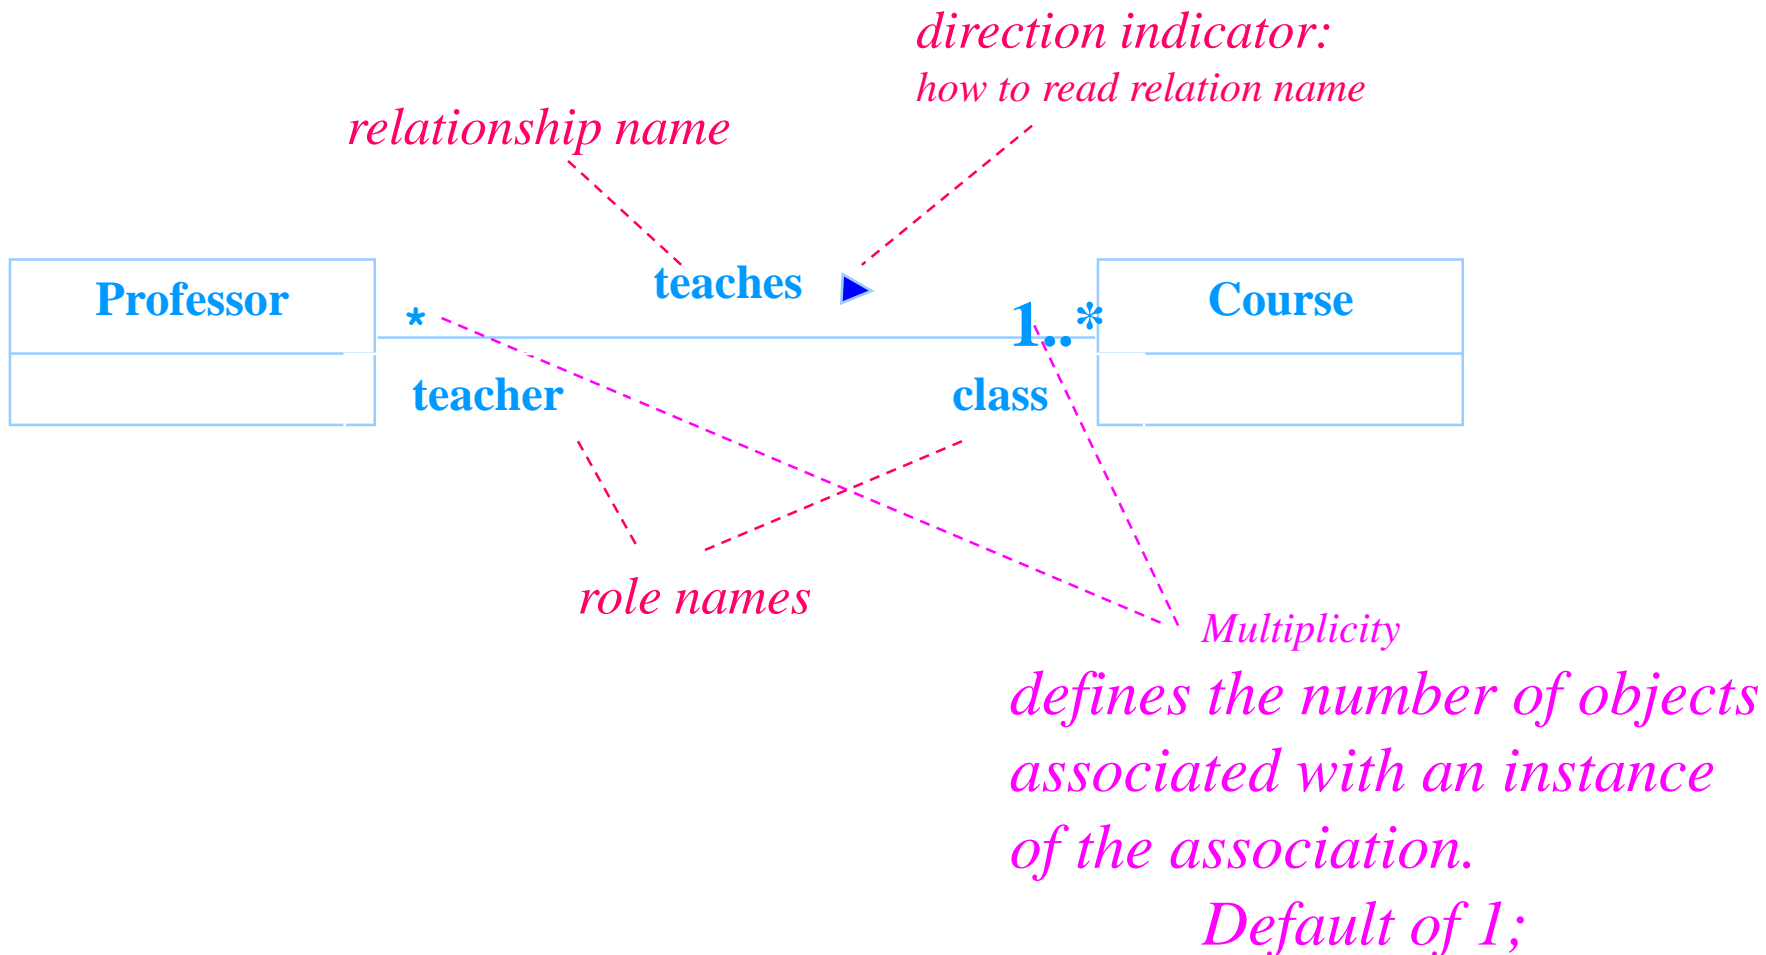 direction indicator:
how to read relation name
relationship name
teaches
Professor
*
1..*
Course
teacher
class
role names
Multiplicity
defines the number of objects
associated with an instance
of the association.
Default of 1;